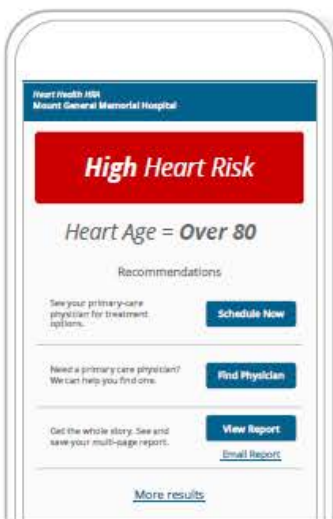 Heart Health HRA
Mount General Memorial Hospital
High Heart Risk
Heart Age = Over 80
Recommendations
See your primary-care
physician for treatment
options.
Schedule Now
Need a primary care physician?
We can help you find one.
Find Physician
Get the whole story. See and
save your multi-page report.
View Report
Email Report
More results